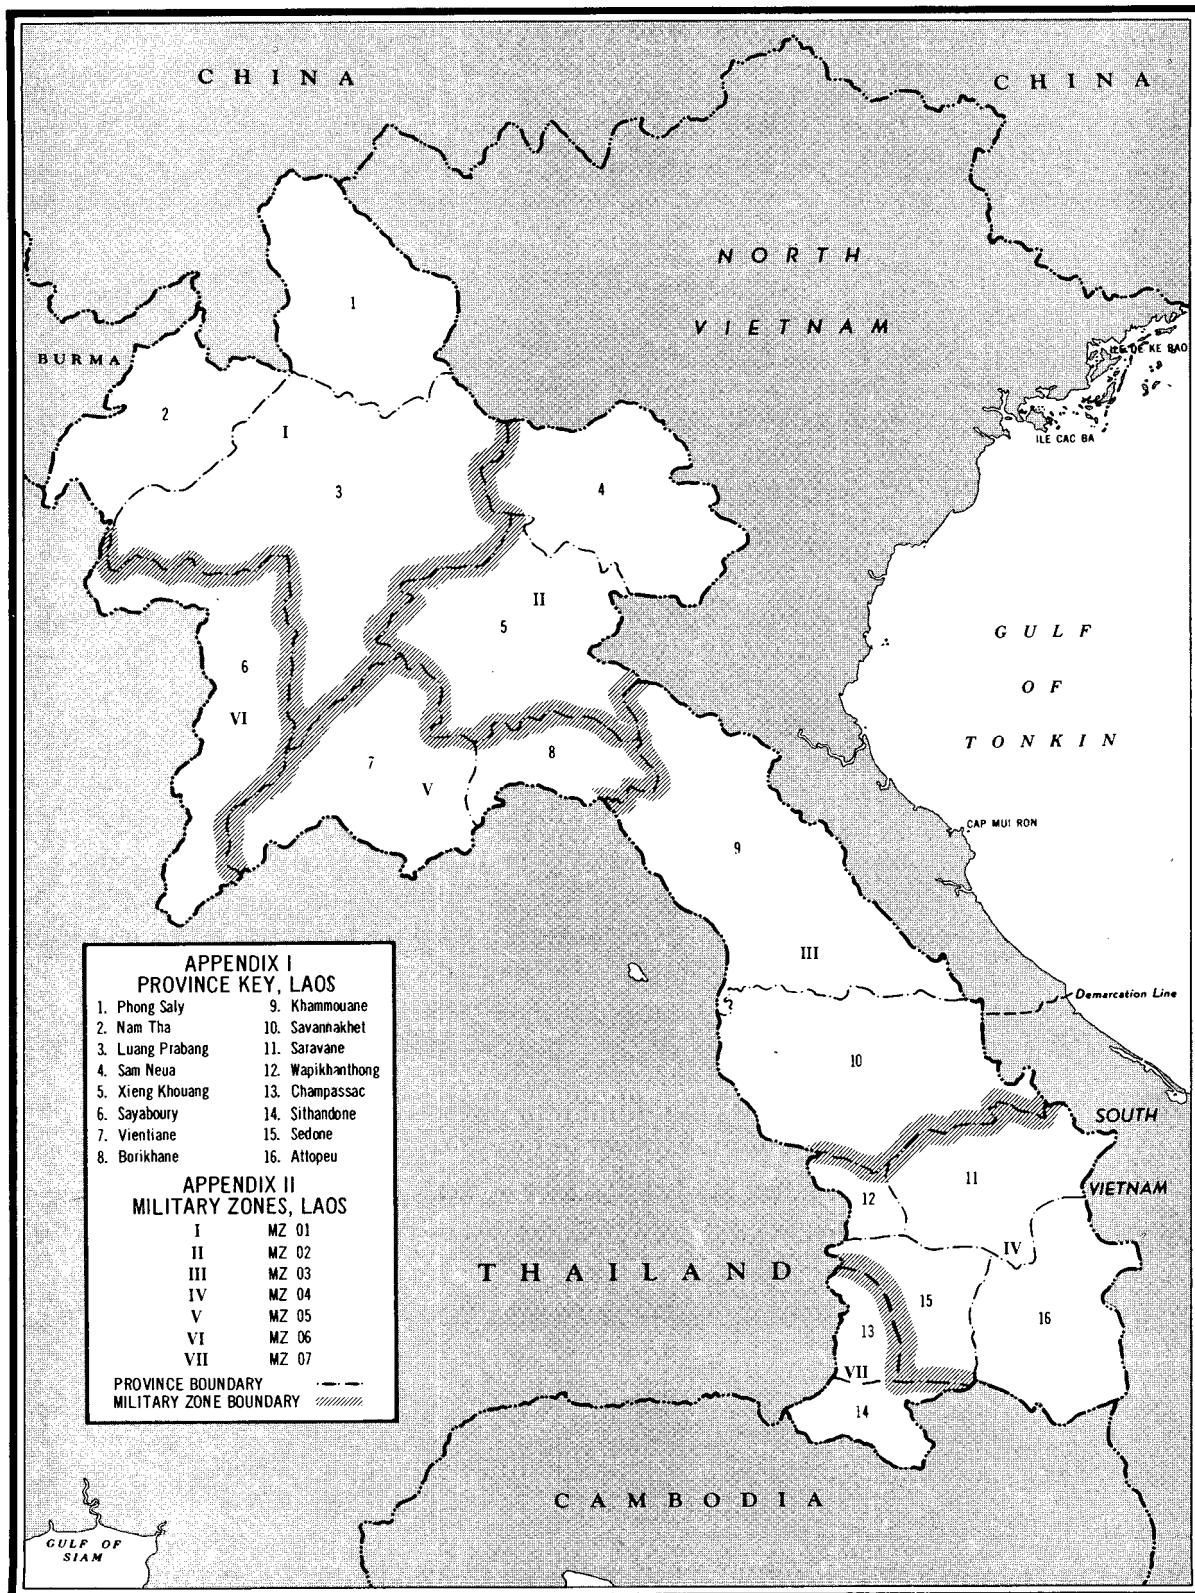 CHINA
CHINA
NORTH
VIETNAM
1
BURMA
ILE DE KE BAO
2
I
ILE CAC BA
3
4
II
5
GULF
OF
TONKIN
6
VI
7
8
V
CAP MUI RON
9
III
Demarcation Line
10
SOUTH
VIETNAM
11
12
IV
THAILAND
15
16
13
VII
14
CAMBODIA
GULF OF
SIAM
APPENDIX I
PROVINCE KEY, LAOS
1. Phong Saly 9. Khammouane
2. Nam Tha 10. Savannakhet
3. Luang Prabang 11. Saravane
4. Sam Neua 12. Wapikhanthong
5. Xieng Khouang 13. Champassac
6. Sayaboury 14. Sithandone
7. Vientiane 15. Sedone
8. Borikhane 16. Attopeu
APPENDIX II
MILITARY ZONES, LAOS
I MZ 01
II MZ 02
III MZ 03
IV MZ 04
V MZ 05
VI MZ 06
VII MZ 07
PROVINCE BOUNDARY
MILITARY ZONE BOUNDARY